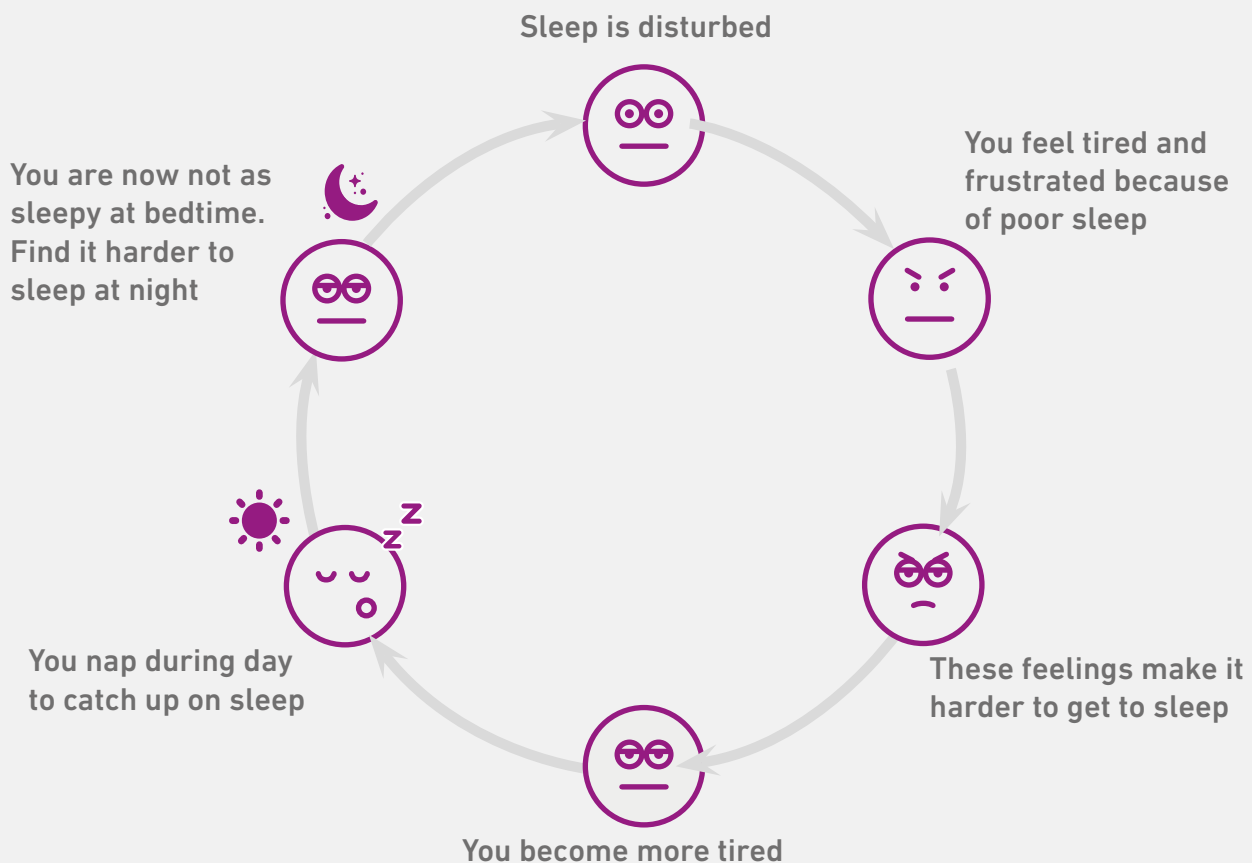 Sleep is disturbed
You feel tired and
frustrated because
of poor sleep
These feelings make it
harder to get to sleep
You become more tired
You nap during day
to catch up on sleep
z
z
You are now not as
sleepy at bedtime.
Find it harder to
sleep at night